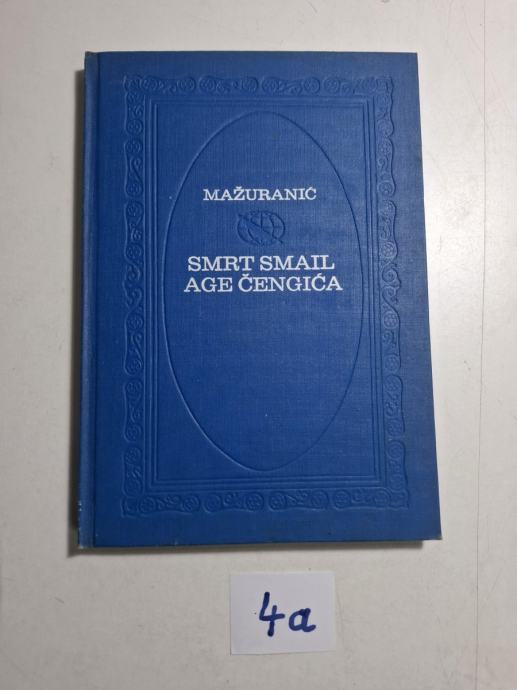 MAŽURANIĆ
SMRT SMAIL
AGE ČENGIĆA
4a